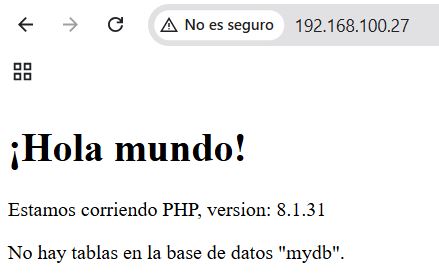 No es seguro 192.168.100.27
¡Hola mundo!
Estamos corriendo PHP, version: 8.1.31
No hay tablas en la base de datos "mydb".